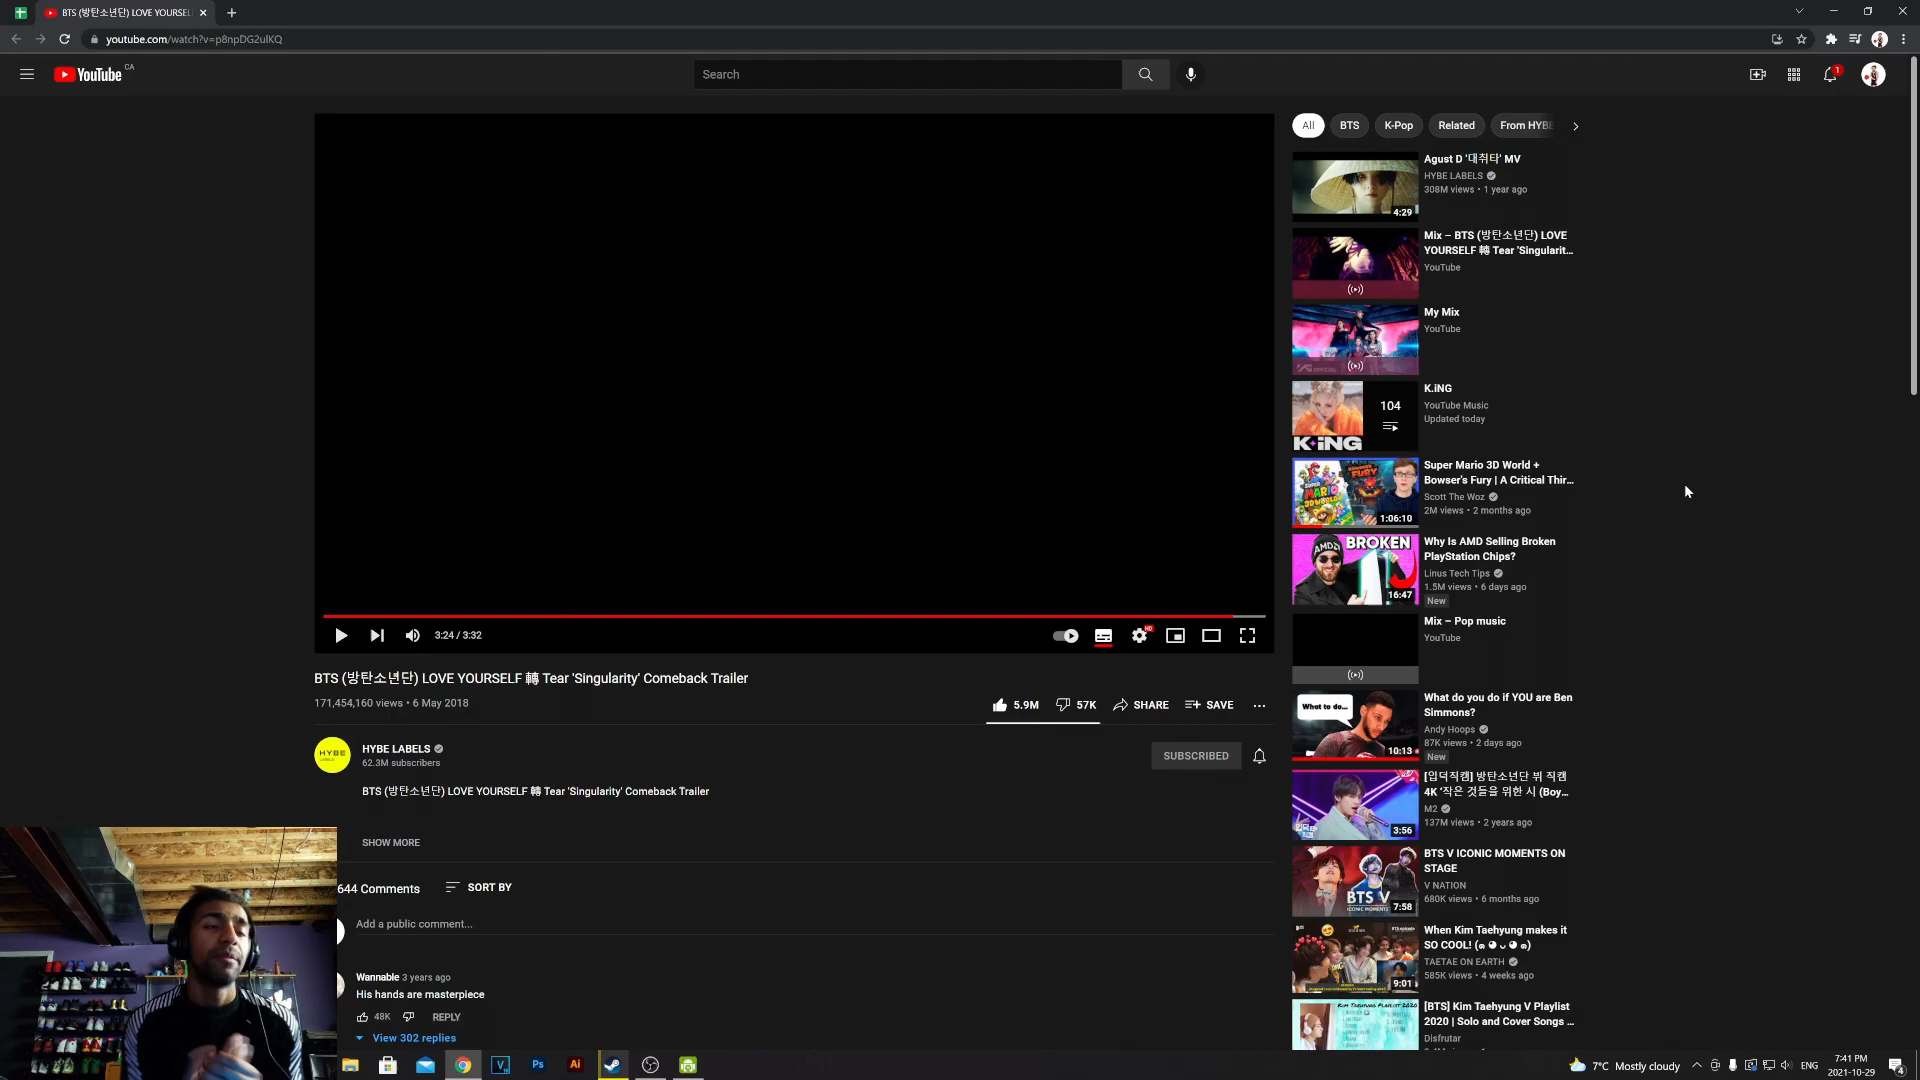 BTS (방탄소년단) LOVE YOURSEL
youtube.com/watch?v=p8npDG2ulKQ
YouTube CA
Search
1
All
BTS
K-Pop
Related
From HYBE
Agust D '대취타' MV
HYBE LABELS
308M views • 1 year ago
4:29
Mix – BTS (방탄소년단) LOVE
YOURSELF 轉 Tear 'Singularit...
YouTube
My Mix
YouTube
K.iNG
YouTube Music
Updated today
104
K·iNG
Super Mario 3D World +
Bowser's Fury | A Critical Thir...
Scott The Woz
2M views • 2 months ago
1:06:10
Why Is AMD Selling Broken
PlayStation Chips?
Linus Tech Tips
1.5M views • 6 days ago
New
BROKEN
16:47
Mix – Pop music
YouTube
What do you do if YOU are Ben
Simmons?
Andy Hoops
87K views • 2 days ago
New
What to do...
10:13
[입덕직캠] 방탄소년단 뷔 직캠
4K '작은 것들을 위한 시 (Boy...
M2
137M views • 2 years ago
3:56
BTS V ICONIC MOMENTS ON
STAGE
V NATION
680K views • 6 months ago
BTS V
ICONIC MOMENTS
7:58
When Kim Taehyung makes it
SO COOL! (๑ ◕ ᴗ ◕ ๑)
TAETAE ON EARTH
585K views • 4 weeks ago
9:01
[BTS] Kim Taehyung V Playlist
2020 | Solo and Cover Songs ...
Disfrutar
KIM TAEHYUNG PLAYLIST 2020
3:24 / 3:32
HD
BTS (방탄소년단) LOVE YOURSELF 轉 Tear 'Singularity' Comeback Trailer
171,454,160 views • 6 May 2018
5.9M
57K
SHARE
SAVE
HYBE
LABELS
HYBE LABELS
62.3M subscribers
SUBSCRIBED
BTS (방탄소년단) LOVE YOURSELF 轉 Tear 'Singularity' Comeback Trailer
SHOW MORE
644 Comments
SORT BY
Add a public comment...
Wannable 3 years ago
His hands are masterpiece
48K
REPLY
View 302 replies
V
Ps
Ai
7°C Mostly cloudy
ENG
7:41 PM
2021-10-29
4